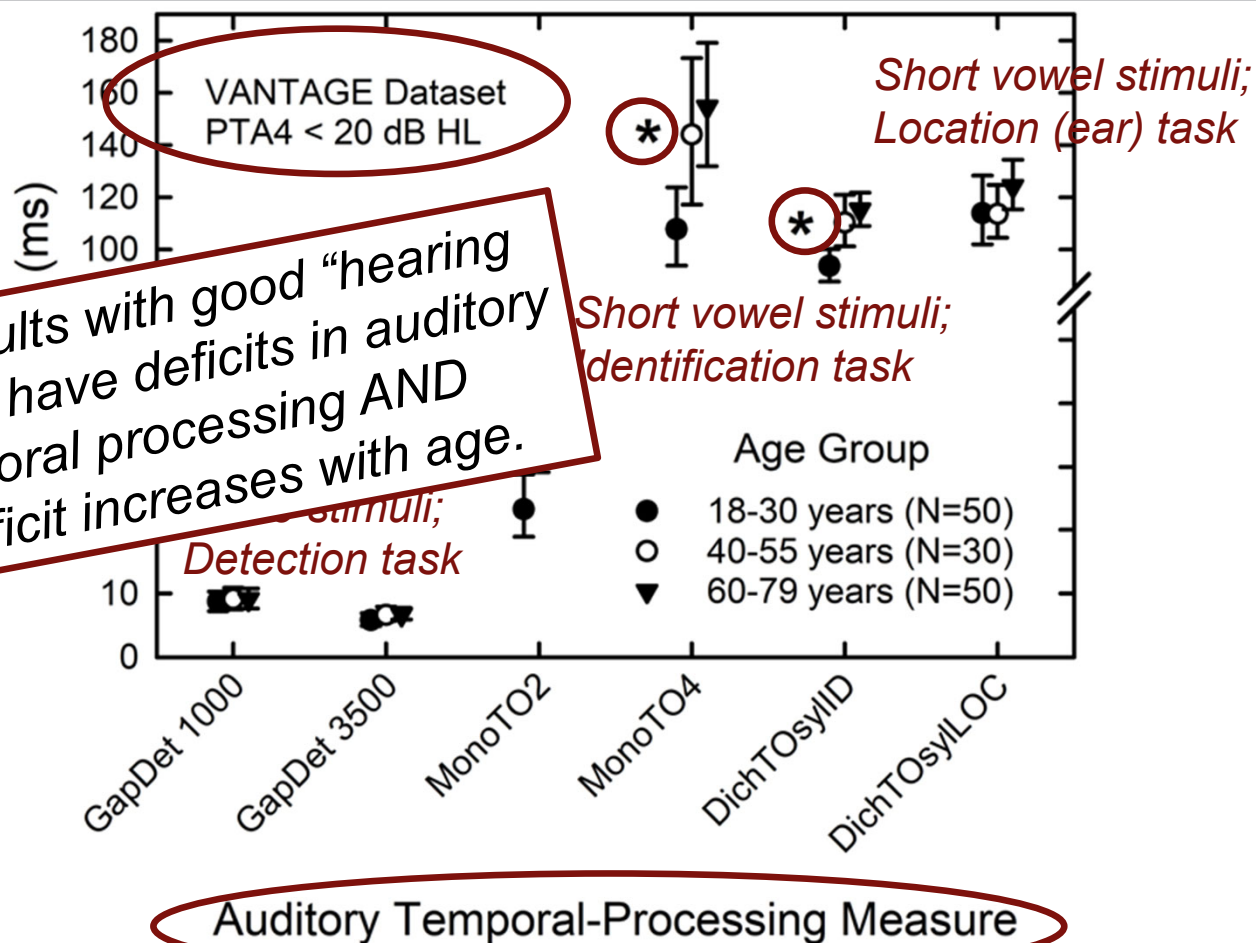 180
160
140
120
100
10
0
(ms)
VANTAGE Dataset
PTA4 < 20 dB HL
*
*
Short vowel stimuli;
Location (ear) task
Short vowel stimuli;
Identification task
with good “hearing
have deficits in auditory
processing AND
increases with age.
stimuli;
Detection task
Age Group
18-30 years (N=50)
40-55 years (N=30)
60-79 years (N=50)
GapDet 1000
GapDet 3500
MonoTO2
MonoTO4
DichTOsylID
DichTOsylLOC
Auditory Temporal-Processing Measure